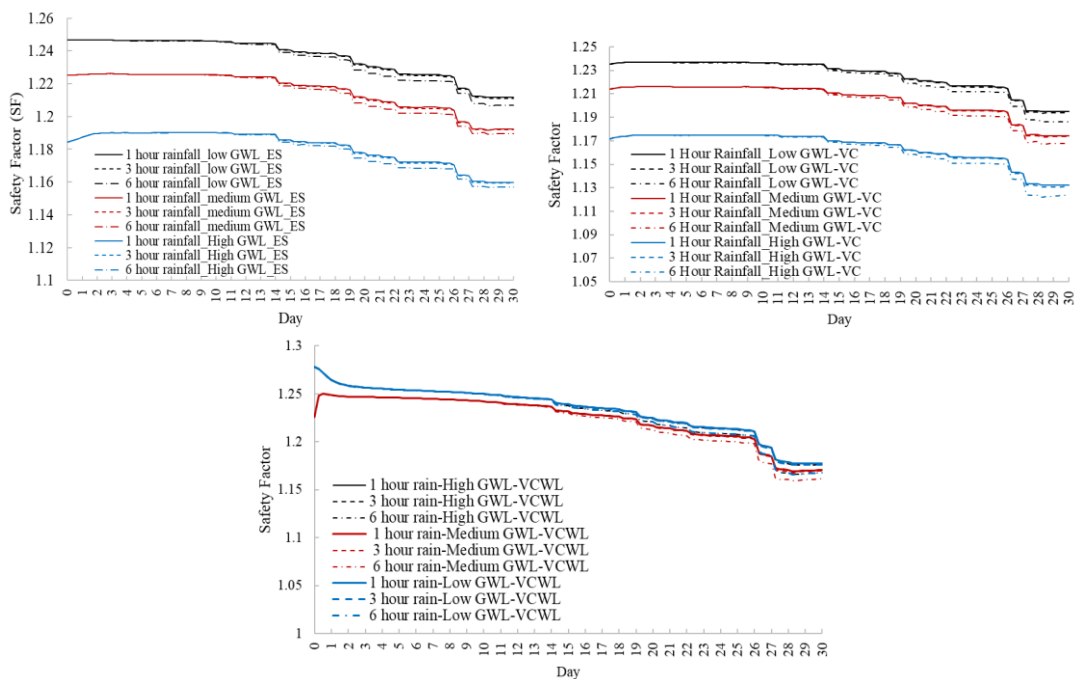 1.26
1.24
1.22
1.2
1.18
1.16
1.14
1.12
1.1
Safety Factor (SF)
1 hour rainfall_low GWL_ES
3 hour rainfall_low GWL_ES
6 hour rainfall_low GWL_ES
1 hour rainfall_medium GWL_ES
3 hour rainfall_medium GWL_ES
6 hour rainfall_medium GWL_ES
1 hour rainfall_High GWL_ES
3 hour rainfall_High GWL_ES
6 hour rainfall_High GWL_ES
0 1 2 3 4 5 6 7 8 9 10 11 12 13 14 15 16 17 18 19 20 21 22 23 24 25 26 27 28 29 30
Day
1.25
1.23
1.21
1.19
1.17
1.15
1.13
1.11
1.09
1.07
1.05
Safety Factor
1 Hour Rainfall_Low GWL-VC
3 Hour Rainfall_Low GWL-VC
6 Hour Rainfall_Low GWL-VC
1 Hour Rainfall_Medium GWL-VC
3 Hour Rainfall_Medium GWL-VC
6 Hour Rainfall_Medium GWL-VC
1 Hour Rainfall_High GWL-VC
3 Hour Rainfall_High GWL-VC
6 Hour Rainfall_High GWL-VC
0 1 2 3 4 5 6 7 8 9 10 11 12 13 14 15 16 17 18 19 20 21 22 23 24 25 26 27 28 29 30
Day
1.3
1.25
1.2
1.15
1.1
1.05
1
Safety Factor
1 hour rain-High GWL-VCWL
3 hour rain-High GWL-VCWL
6 hour rain-High GWL-VCWL
1 hour rain-Medium GWL-VCWL
3 hour rain-Medium GWL-VCWL
6 hour rain-Medium GWL-VCWL
1 hour rain-Low GWL-VCWL
3 hour rain-Low GWL-VCWL
6 hour rain-Low GWL-VCWL
0 1 2 3 4 5 6 7 8 9 10 11 12 13 14 15 16 17 18 19 20 21 22 23 24 25 26 27 28 29 30
Day